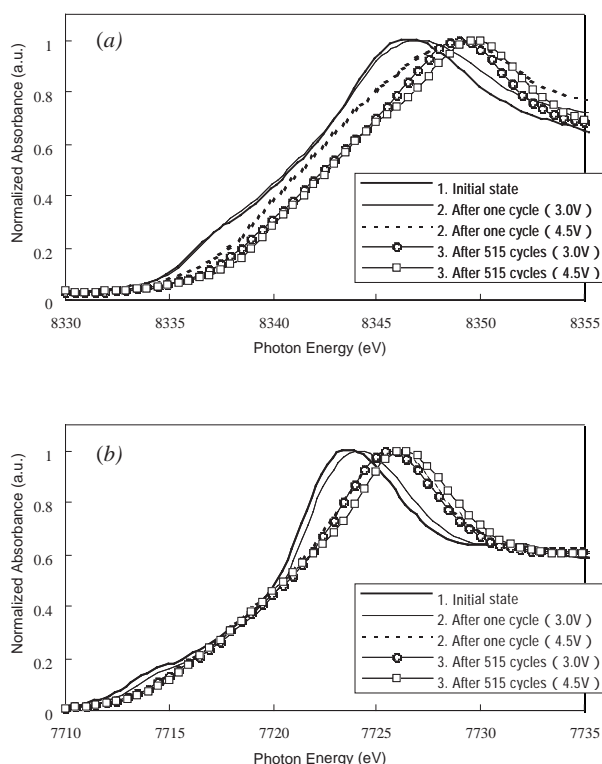 (a)
Normalized Absorbance (a.u.)
1
0.8
0.6
0.4
0.2
0
1. Initial state
2. After one cycle ( 3.0V )
2. After one cycle ( 4.5V )
3. After 515 cycles ( 3.0V )
3. After 515 cycles ( 4.5V )
8330 8335 8340 8345 8350 8355
Photon Energy (eV)
(b)
Normalized Absorbance (a.u.)
1
0.8
0.6
0.4
0.2
0
1. Initial state
2. After one cycle ( 3.0V )
2. After one cycle ( 4.5V )
3. After 515 cycles ( 3.0V )
3. After 515 cycles ( 4.5V )
7710 7715 7720 7725 7730 7735
Photon Energy (eV)